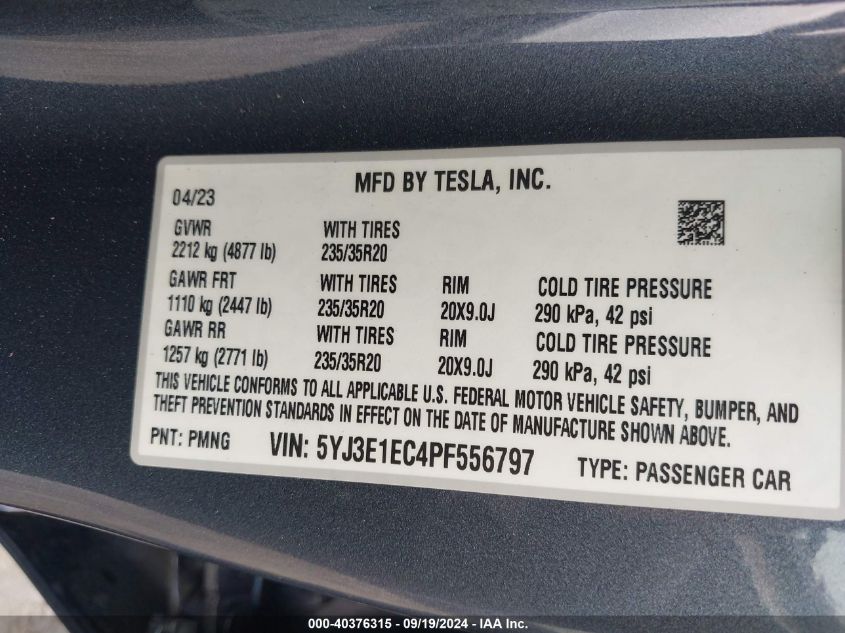 MFD BY TESLA, INC.
04/23
GVWR WITH TIRES
2212 kg (4877 lb) 235/35R20
GAWR FRT WITH TIRES RIM COLD TIRE PRESSURE
1110 kg (2447 lb) 235/35R20 20X9.0J 290 kPa, 42 psi
GAWR RR WITH TIRES RIM COLD TIRE PRESSURE
1257 kg (2771 lb) 235/35R20 20X9.0J 290 kPa, 42 psi
THIS VEHICLE CONFORMS TO ALL APPLICABLE U.S. FEDERAL MOTOR VEHICLE SAFETY, BUMPER, AND
THEFT PREVENTION STANDARDS IN EFFECT ON THE DATE OF MANUFACTURE SHOWN ABOVE.
PNT: PMNG VIN: 5YJ3E1EC4PF556797 TYPE: PASSENGER CAR
000-40376315 - 09/19/2024 - IAA Inc.